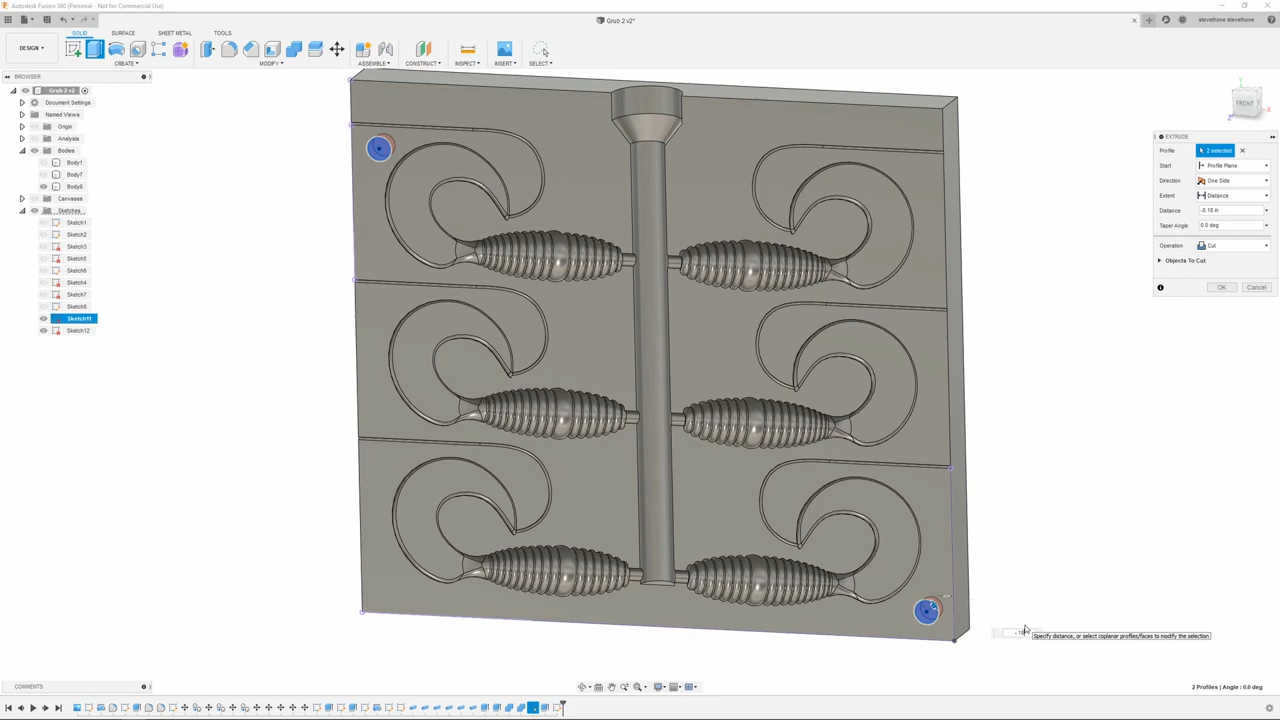 Autodesk Fusion 360 (Personal - Not for Commercial Use)
Grub 2 v2*
stevethone stevethone
DESIGN
SOLID SURFACE SHEET METAL TOOLS
CREATE MODIFY ASSEMBLE CONSTRUCT INSPECT INSERT SELECT
BROWSER
Grub 2 v2
Document Settings
Named Views
Origin
Analysis
Bodies
Body1
Body7
Body8
Canvases
Sketches
Sketch1
Sketch2
Sketch3
Sketch5
Sketch6
Sketch4
Sketch7
Sketch8
Sketch11
Sketch12
FRONT
X
Y
Z
EXTRUDE
Profile 2 selected
Start Profile Plane
Direction One Side
Extent Distance
Distance -0.18 in
Taper Angle 0.0 deg
Operation Cut
Objects To Cut
OK Cancel
Specify distance, or select coplanar profiles/faces to modify the selection
COMMENTS
2 Profiles | Angle : 0.0 deg